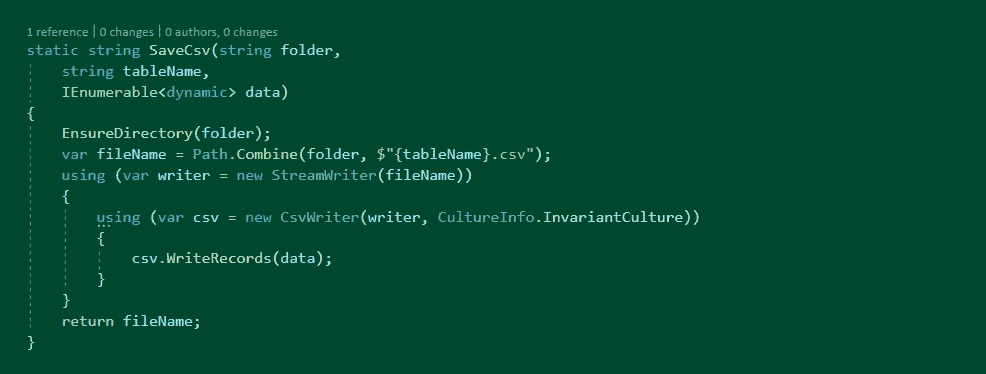 1 reference | 0 changes | 0 authors, 0 changes
static string SaveCsv(string folder,
    string tableName,
    IEnumerable<dynamic> data)
{
    EnsureDirectory(folder);
    var fileName = Path.Combine(folder, $"{tableName}.csv");
    using (var writer = new StreamWriter(fileName))
    {
        using (var csv = new CsvWriter(writer, CultureInfo.InvariantCulture))
        {
            csv.WriteRecords(data);
        }
    }
    return fileName;
}